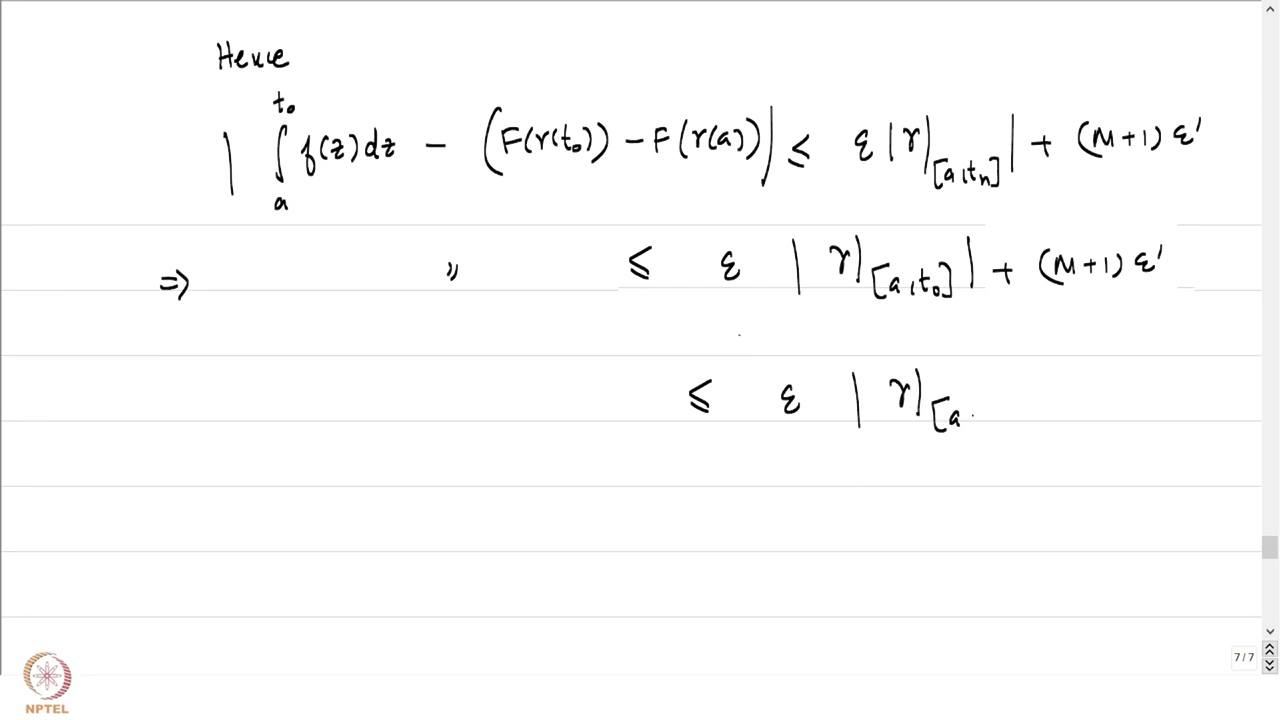 Hence
| ∫_a^{t₀} f(z)dz − (F(γ(t₀)) − F(γ(a))| ≤ ε |γ|_{[a,tₙ]}| + (M+1) ε'
⇒ " ≤ ε | γ|_{[a,t₀]}| + (M+1) ε'
≤ ε | γ|_{[a.
7/7
NPTEL